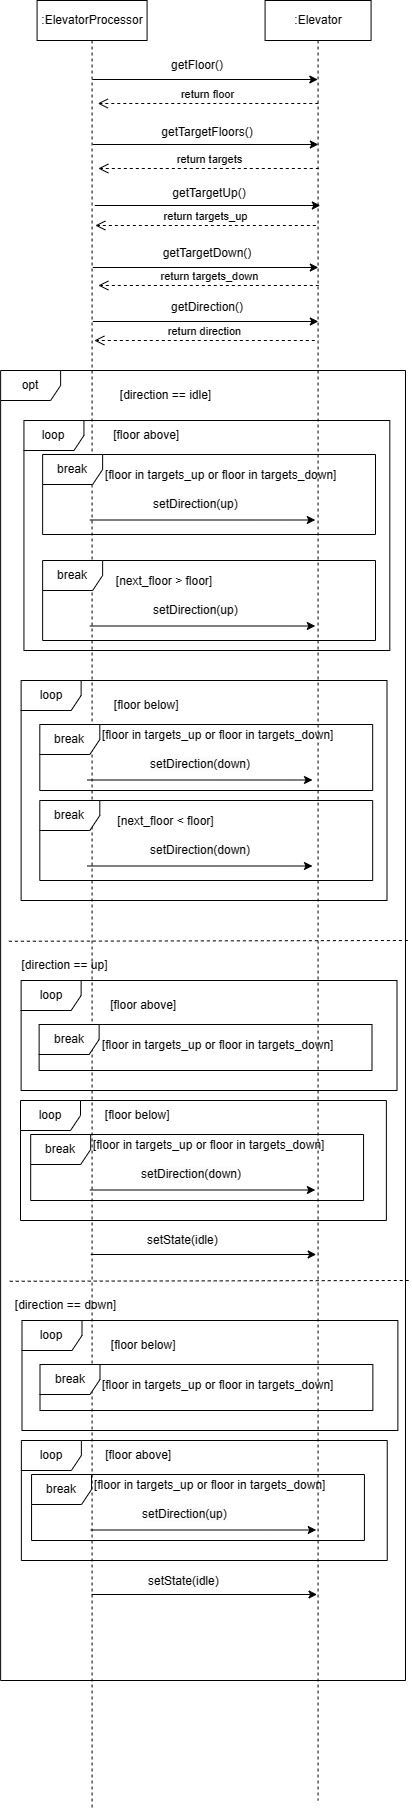 :ElevatorProcessor
:Elevator
getFloor()
return floor
getTargetFloors()
return targets
getTargetUp()
return targets_up
getTargetDown()
return targets_down
getDirection()
return direction
opt
[direction == idle]
loop
[floor above]
break
[floor in targets_up or floor in targets_down]
setDirection(up)
break
[next_floor > floor]
setDirection(up)
loop
[floor below]
break
[floor in targets_up or floor in targets_down]
setDirection(down)
break
[next_floor < floor]
setDirection(down)
[direction == up]
loop
[floor above]
break
[floor in targets_up or floor in targets_down]
loop
[floor below]
break
[floor in targets_up or floor in targets_down]
setDirection(down)
setState(idle)
[direction == down]
loop
[floor below]
break
[floor in targets_up or floor in targets_down]
loop
[floor above]
break
[floor in targets_up or floor in targets_down]
setDirection(up)
setState(idle)